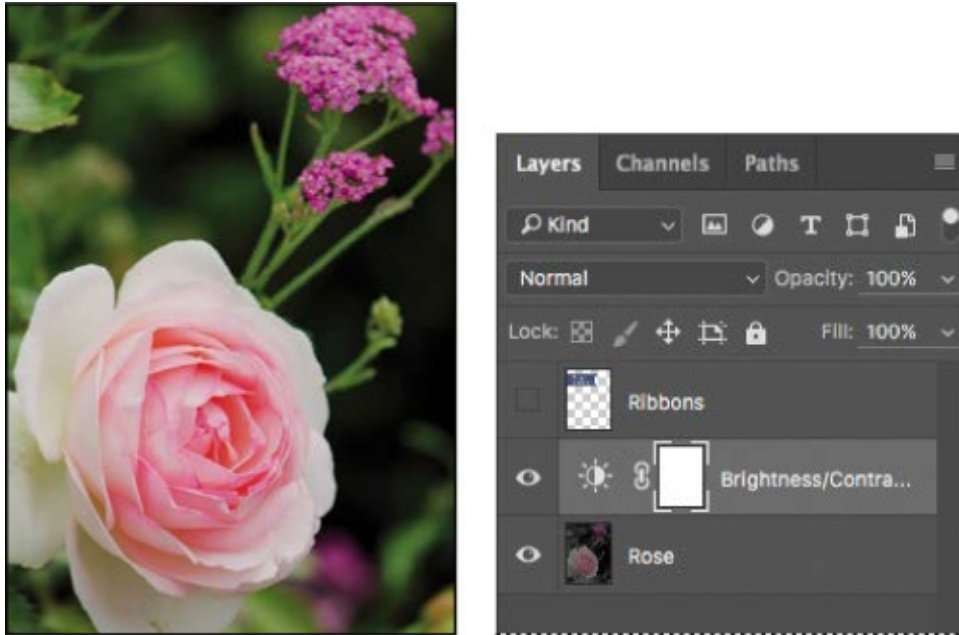 Layers Channels Paths
Kind
Normal Opacity: 100%
Lock: Fill: 100%
Ribbons
Brightness/Contra...
Rose